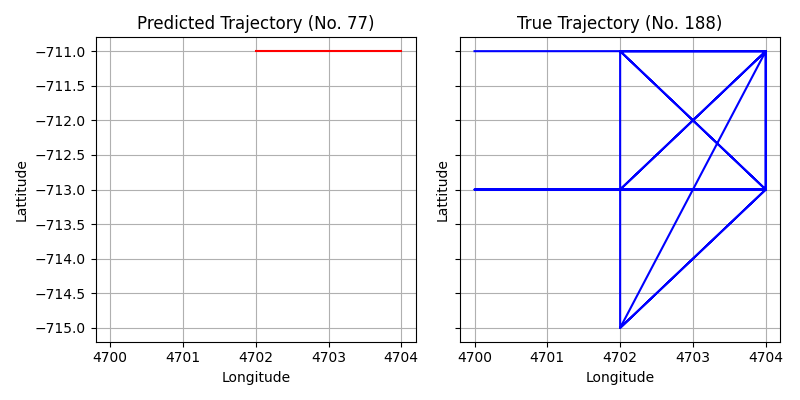 Predicted Trajectory (No. 77)
True Trajectory (No. 188)
Lattitude
−711.0
−711.5
−712.0
−712.5
−713.0
−713.5
−714.0
−714.5
−715.0
4700 4701 4702 4703 4704
Longitude
Lattitude
4700 4701 4702 4703 4704
Longitude